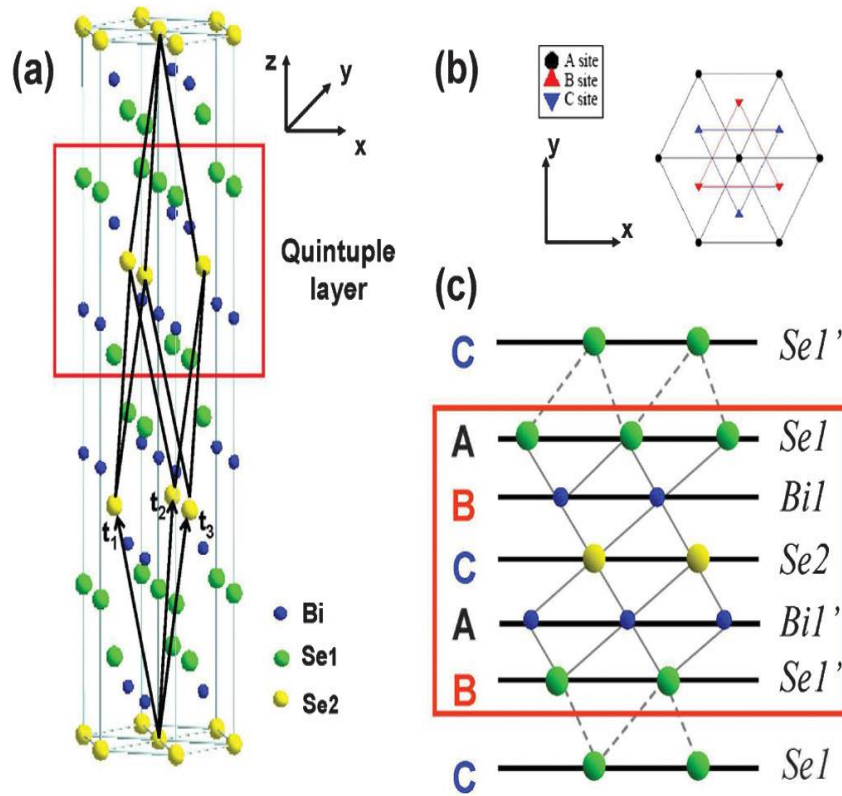 (a)
z
y
x
Quintuple
layer
t1
t2
t3
Bi
Se1
Se2
(b)
A site
B site
C site
y
x
(c)
C Se1’
A Se1
B Bi1
C Se2
A Bi1’
B Se1’
C Se1